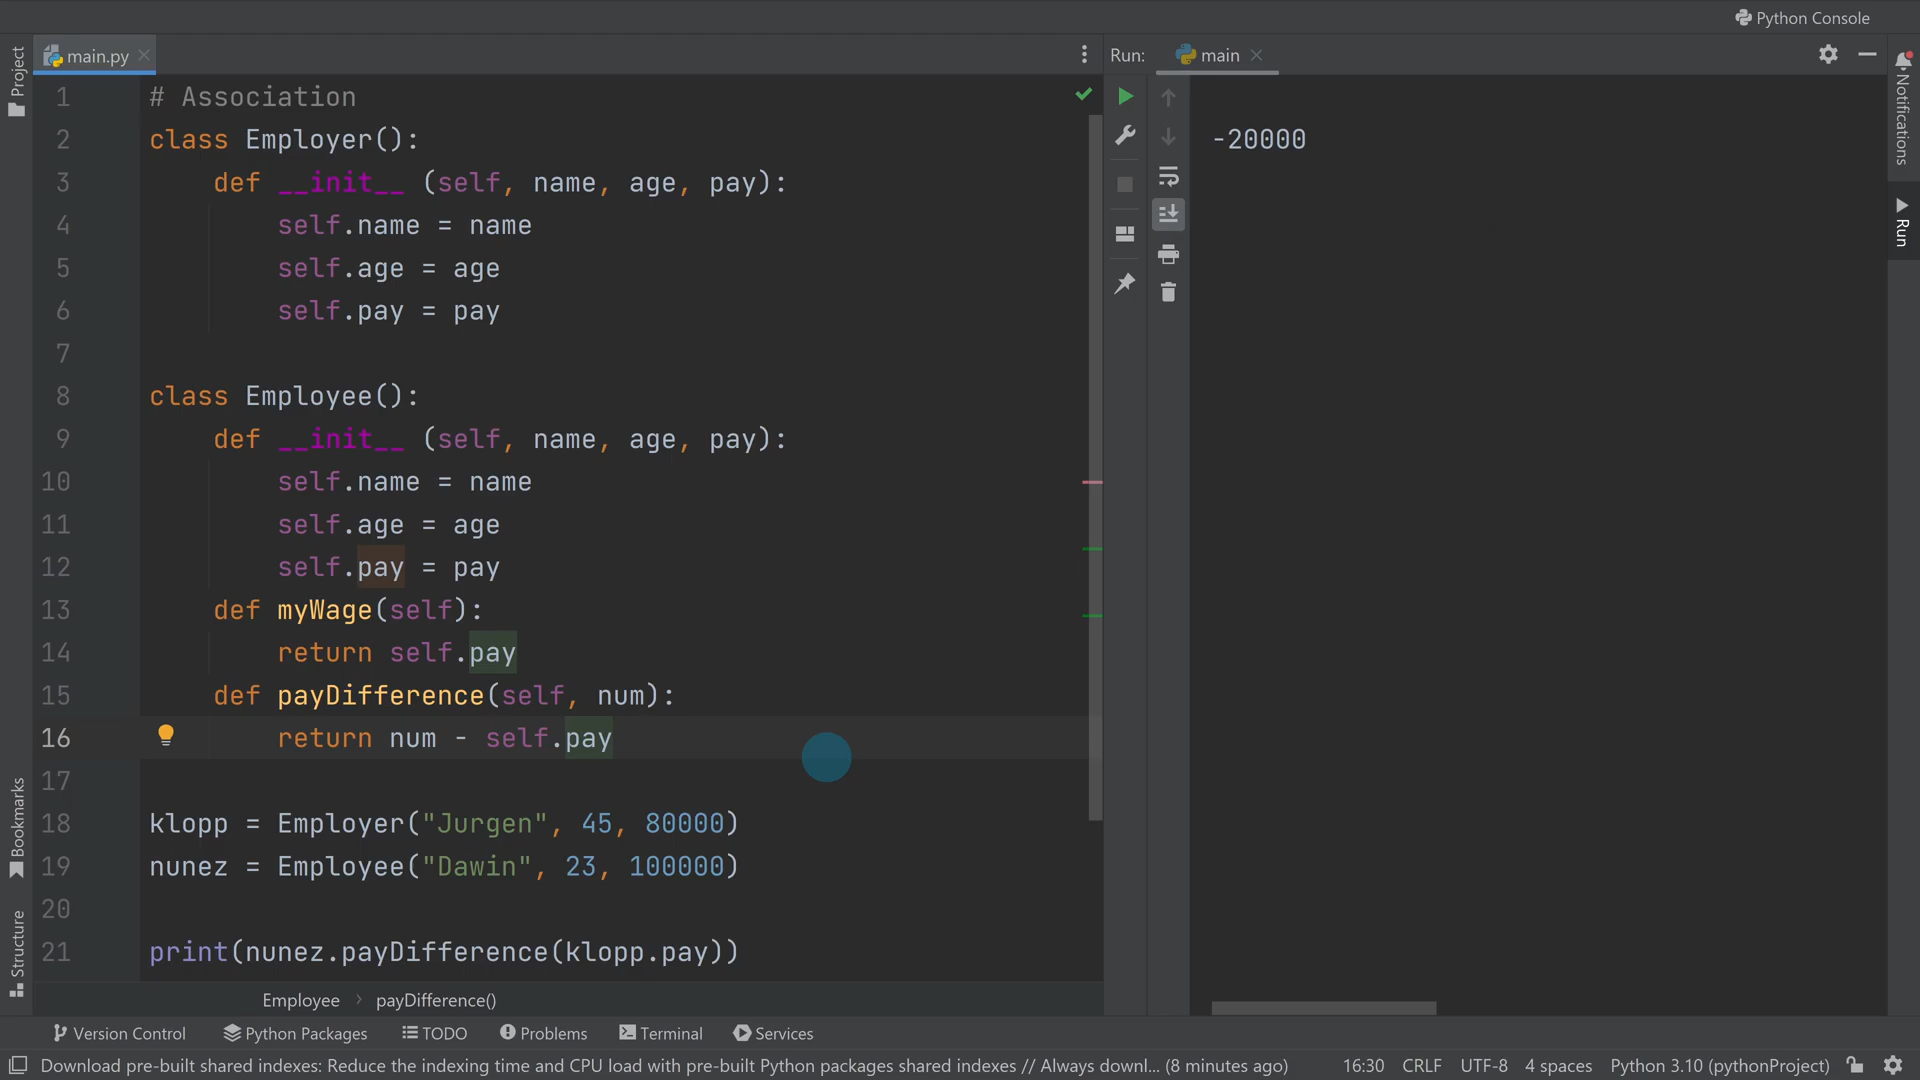 Python Console
Project
main.py
Run:
main
Notifications
Run
1 # Association
2 class Employer():
3 def __init__ (self, name, age, pay):
4 self.name = name
5 self.age = age
6 self.pay = pay
7
8 class Employee():
9 def __init__ (self, name, age, pay):
10 self.name = name
11 self.age = age
12 self.pay = pay
13 def myWage(self):
14 return self.pay
15 def payDifference(self, num):
16 return num - self.pay
17
18 klopp = Employer("Jurgen", 45, 80000)
19 nunez = Employee("Dawin", 23, 100000)
20
21 print(nunez.payDifference(klopp.pay))
-20000
Bookmarks
Structure
Employee > payDifference()
Version Control Python Packages TODO Problems Terminal Services
Download pre-built shared indexes: Reduce the indexing time and CPU load with pre-built Python packages shared indexes // Always downl... (8 minutes ago) 16:30 CRLF UTF-8 4 spaces Python 3.10 (pythonProject)